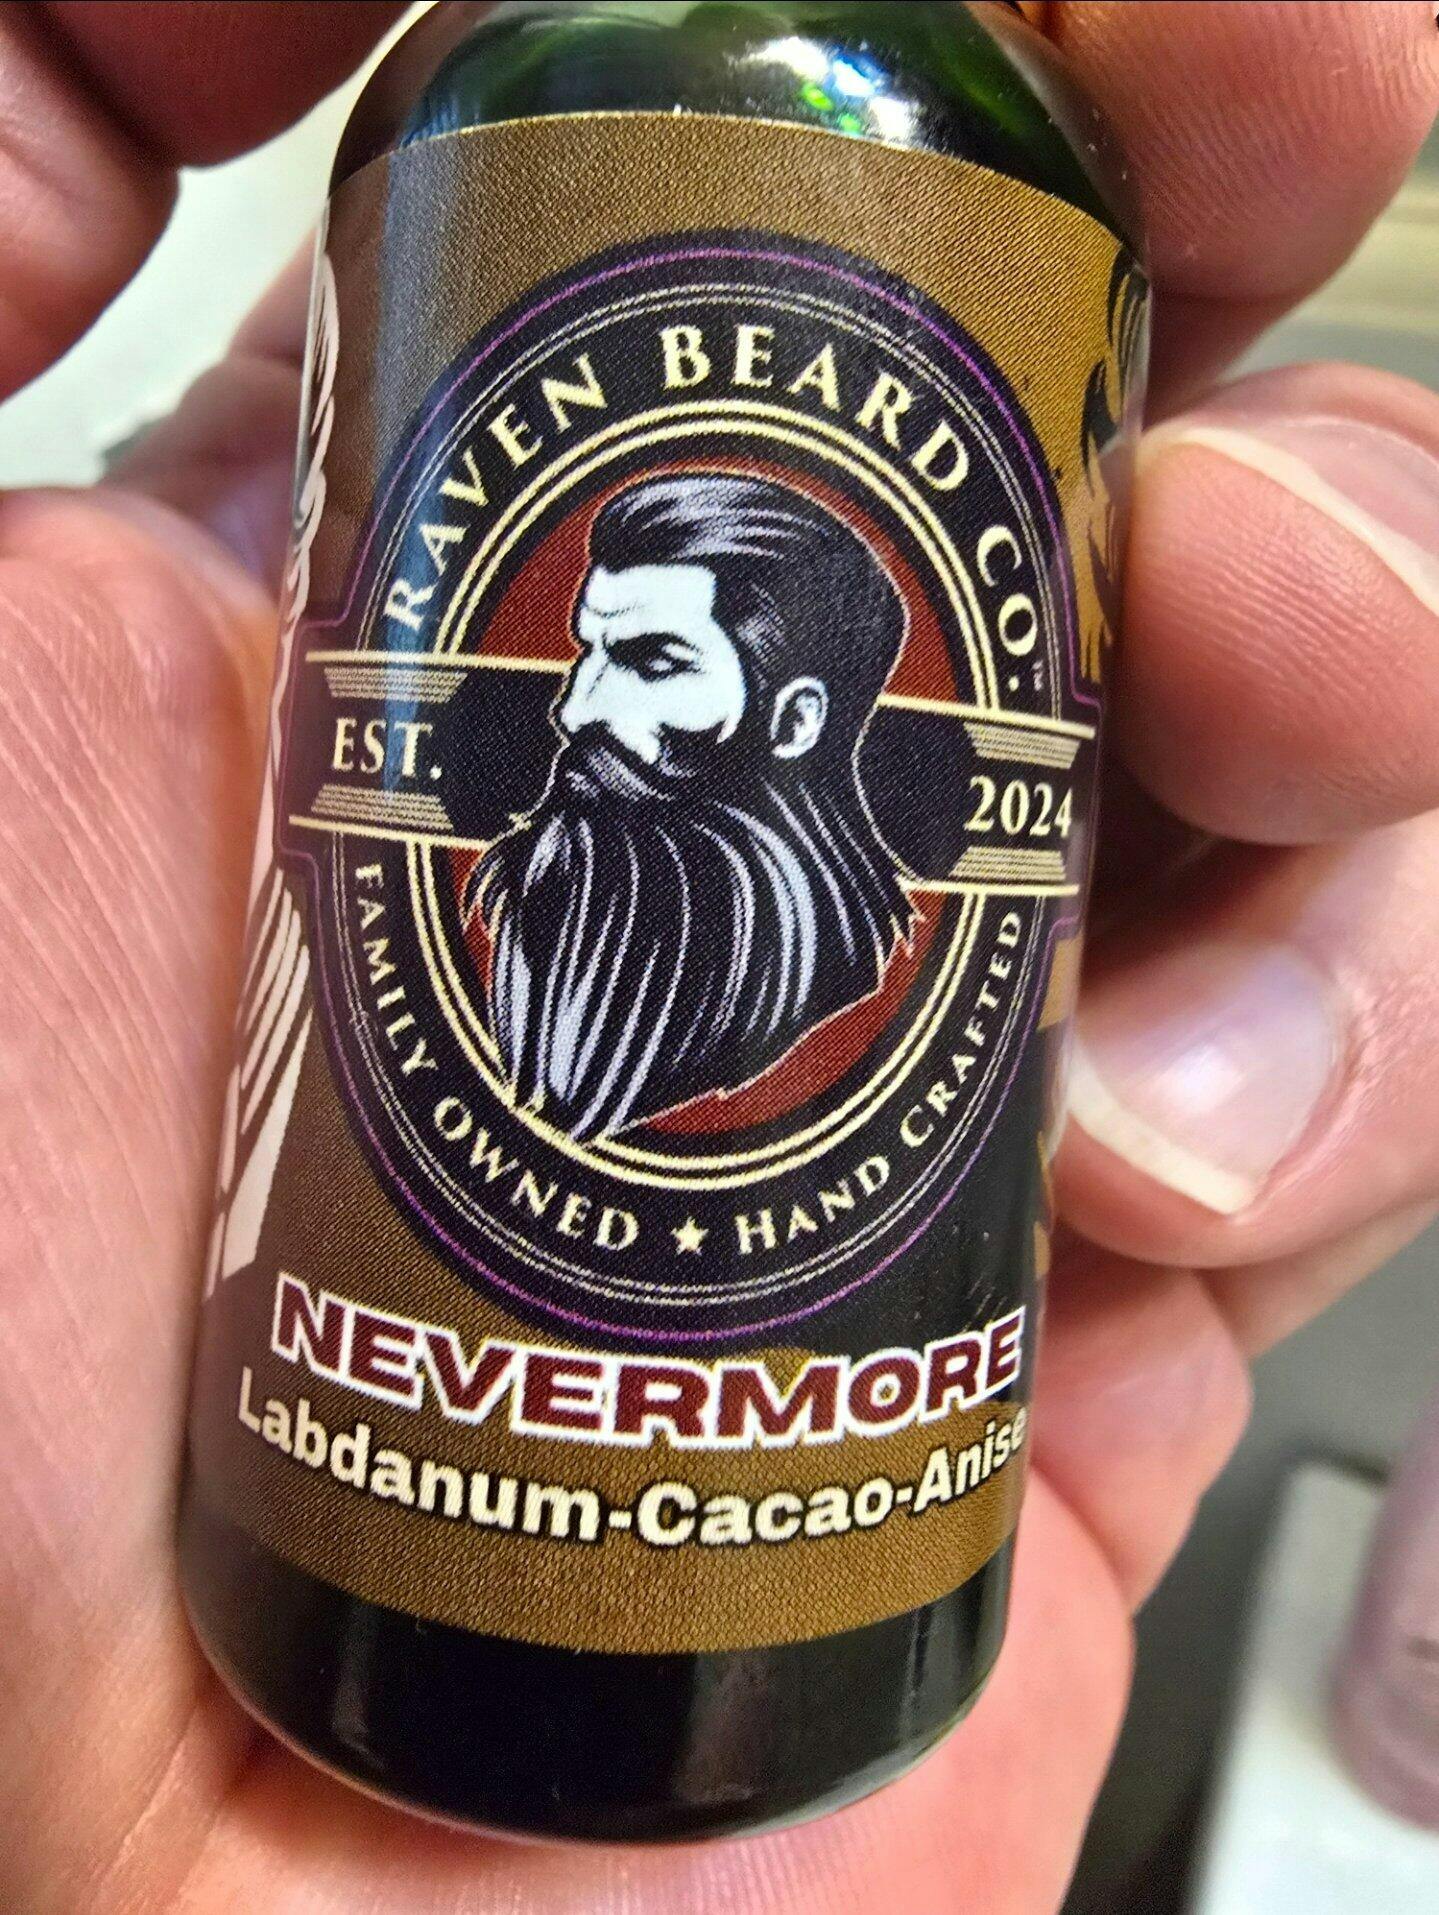 RAVEN BEARD CO.
EST.
2024
FAMILY OWNED ★ HAND CRAFTED
NEVERMORE
Labdanum-Cacao-Anise